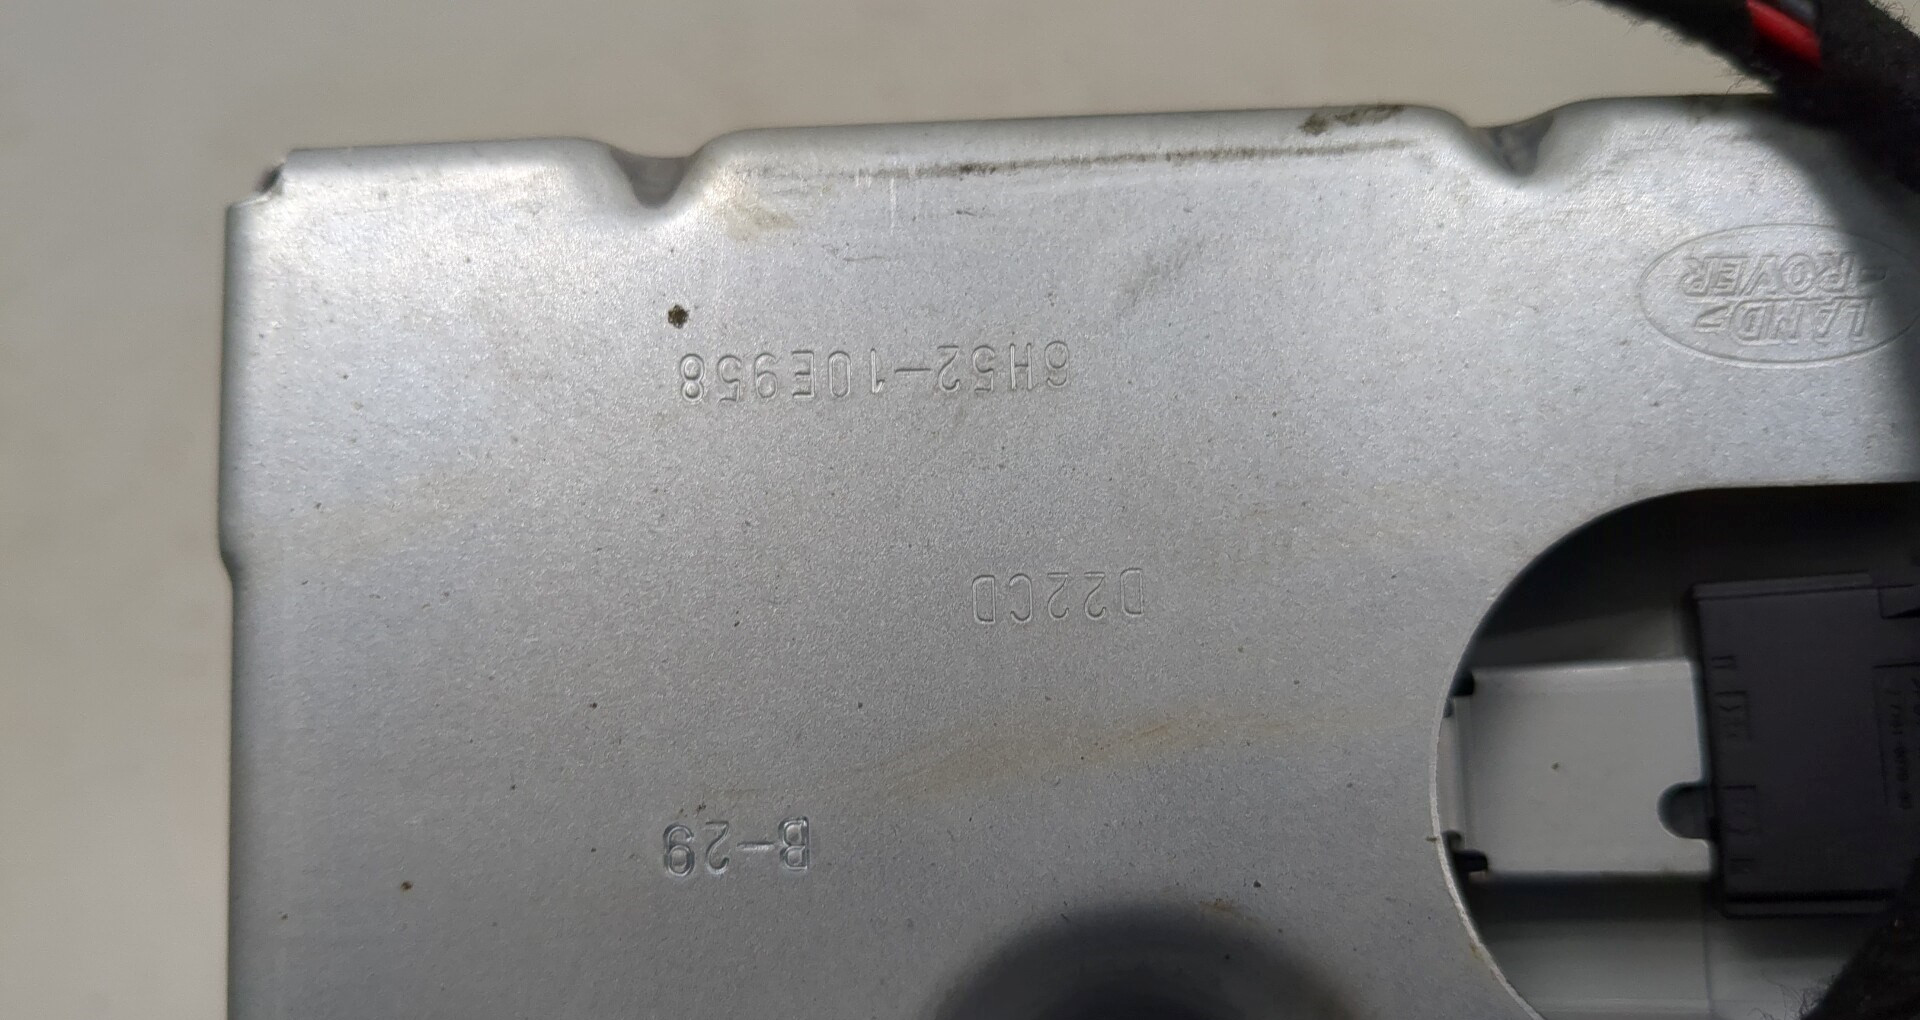 B-29
D22CD
6H52-10E958
LAND
ROVER